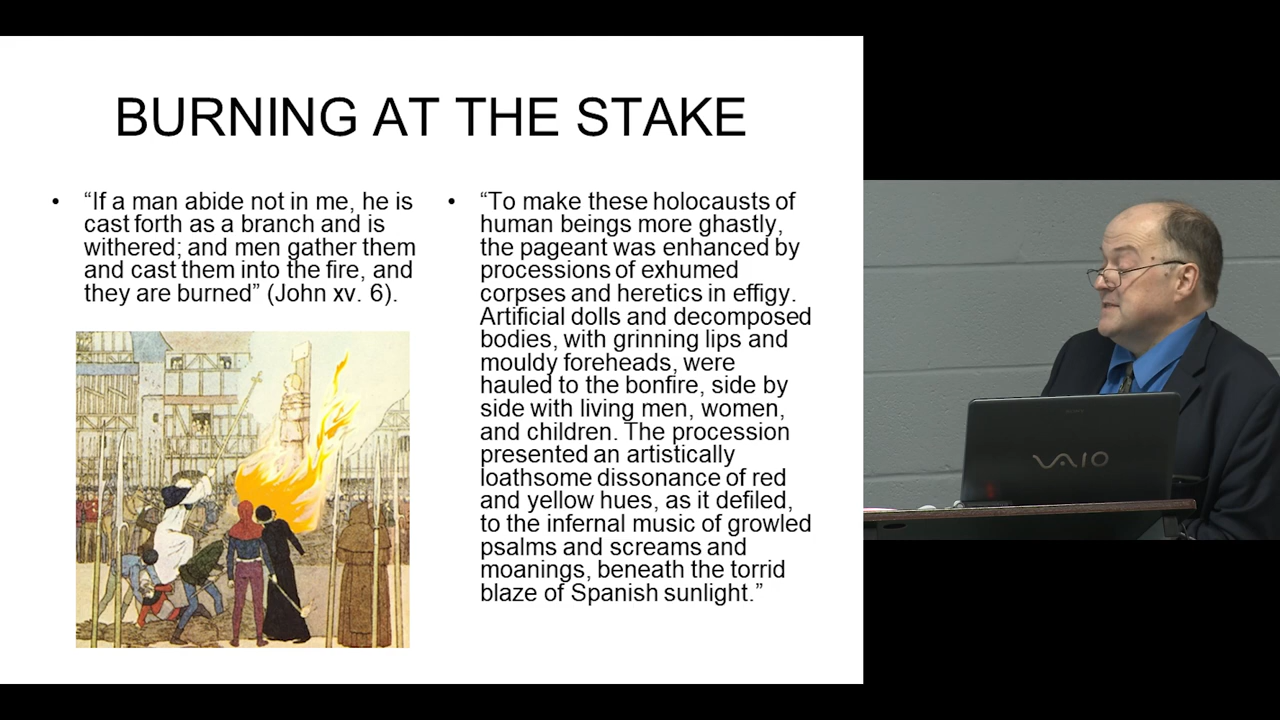 BURNING AT THE STAKE
• “If a man abide not in me, he is
cast forth as a branch and is
withered; and men gather them
and cast them into the fire, and
they are burned” (John xv. 6).
• “To make these holocausts of
human beings more ghastly,
the pageant was enhanced by
processions of exhumed
corpses and heretics in effigy.
Artificial dolls and decomposed
bodies, with grinning lips and
mouldy foreheads, were
hauled to the bonfire, side by
side with living men, women,
and children. The procession
presented an artistically
loathsome dissonance of red
and yellow hues, as it defiled,
to the infernal music of growled
psalms and screams and
moanings, beneath the torrid
blaze of Spanish sunlight.”
SONY
VAIO